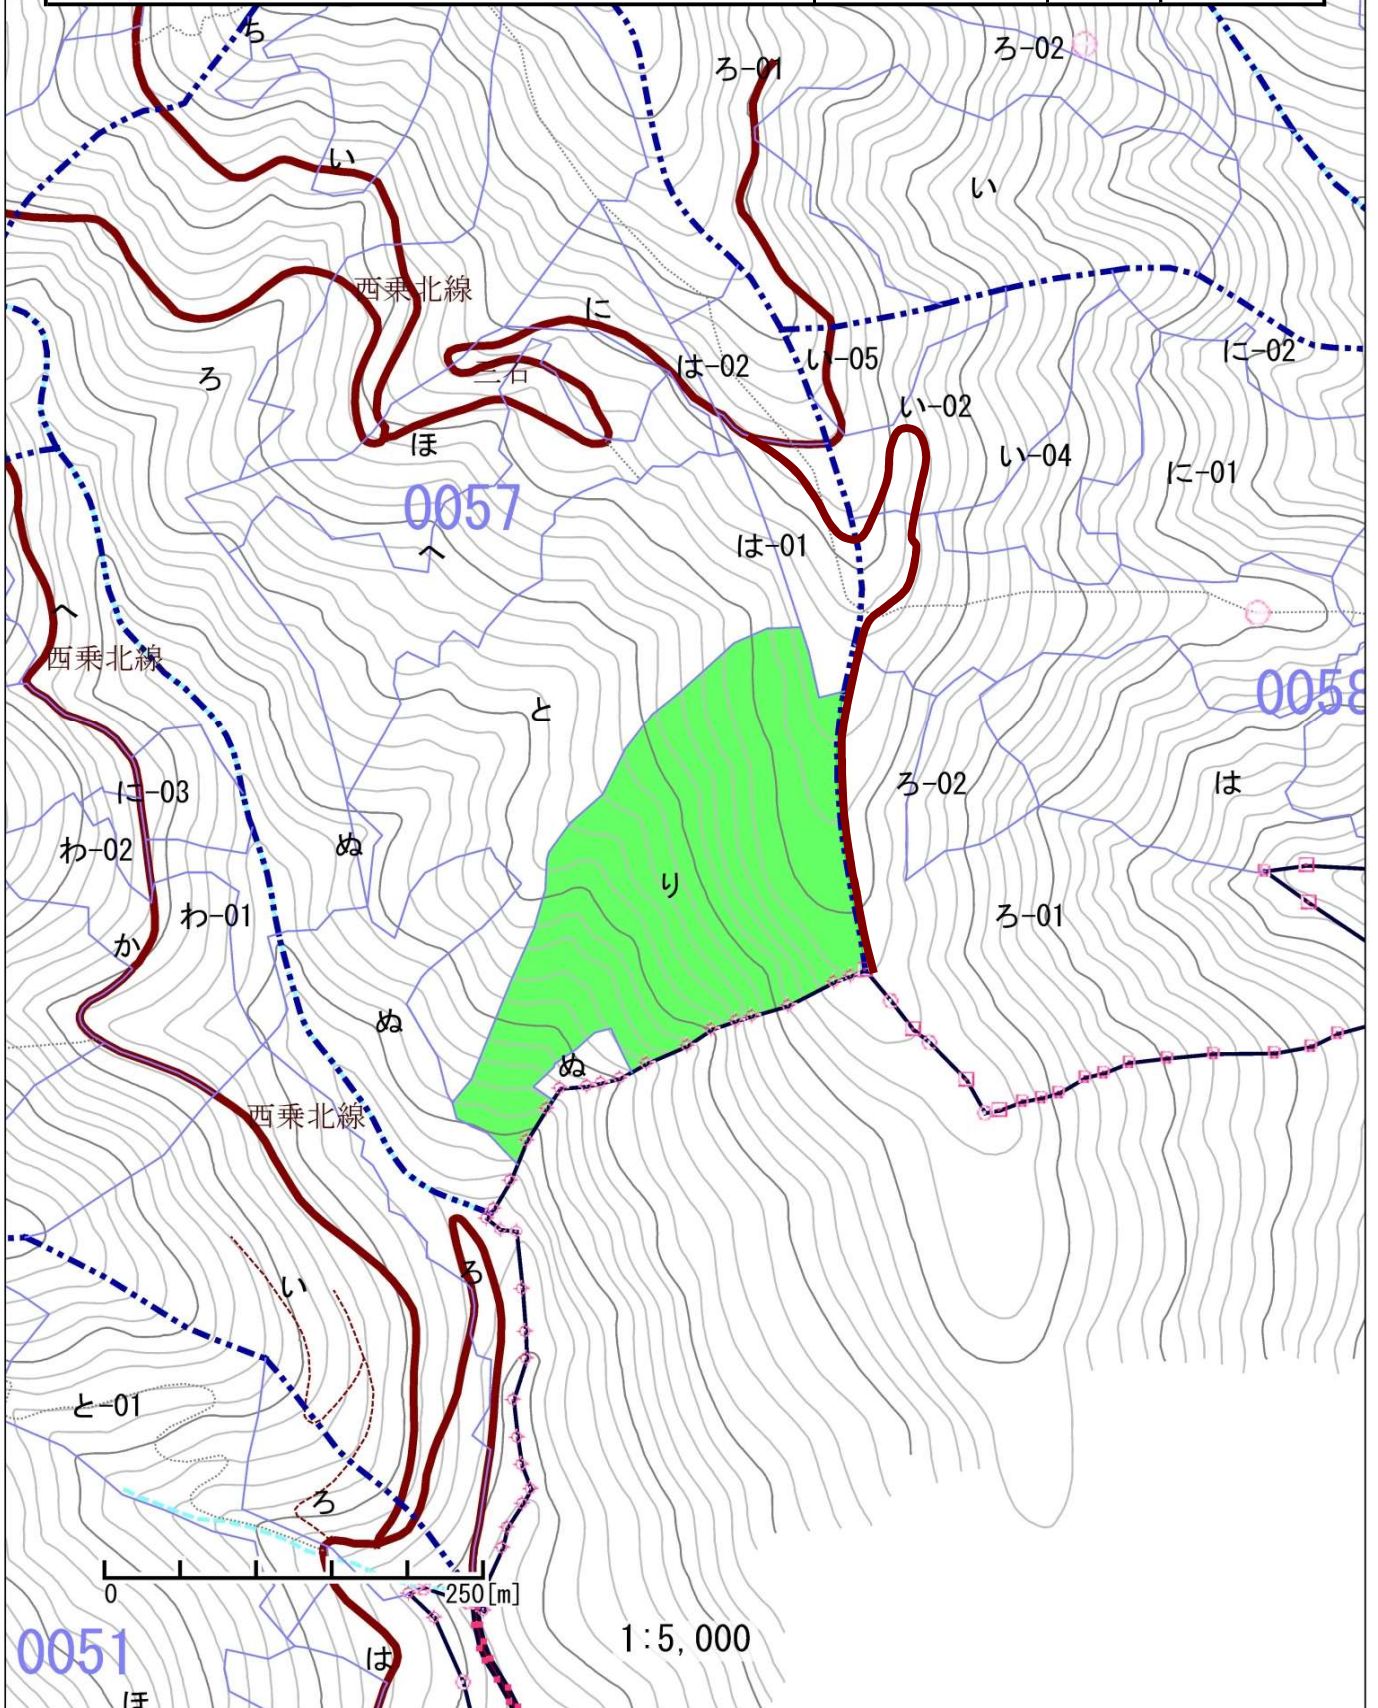 ち
ろ-01
ろ-02
い
い
西乗北線
に
は-02
い-05
に-02
ろ
三石
い-02
ほ
い-04
に-01
0057
へ
は-01
へ
西乗北線
0058
と
に-03
ろ-02
は
わ-02
ぬ
り
わ-01
ろ-01
か
ぬ
ぬ
西乗北線
ろ
い
と-01
ろ
0
250[m]
1:5,000
0051
は
ほ